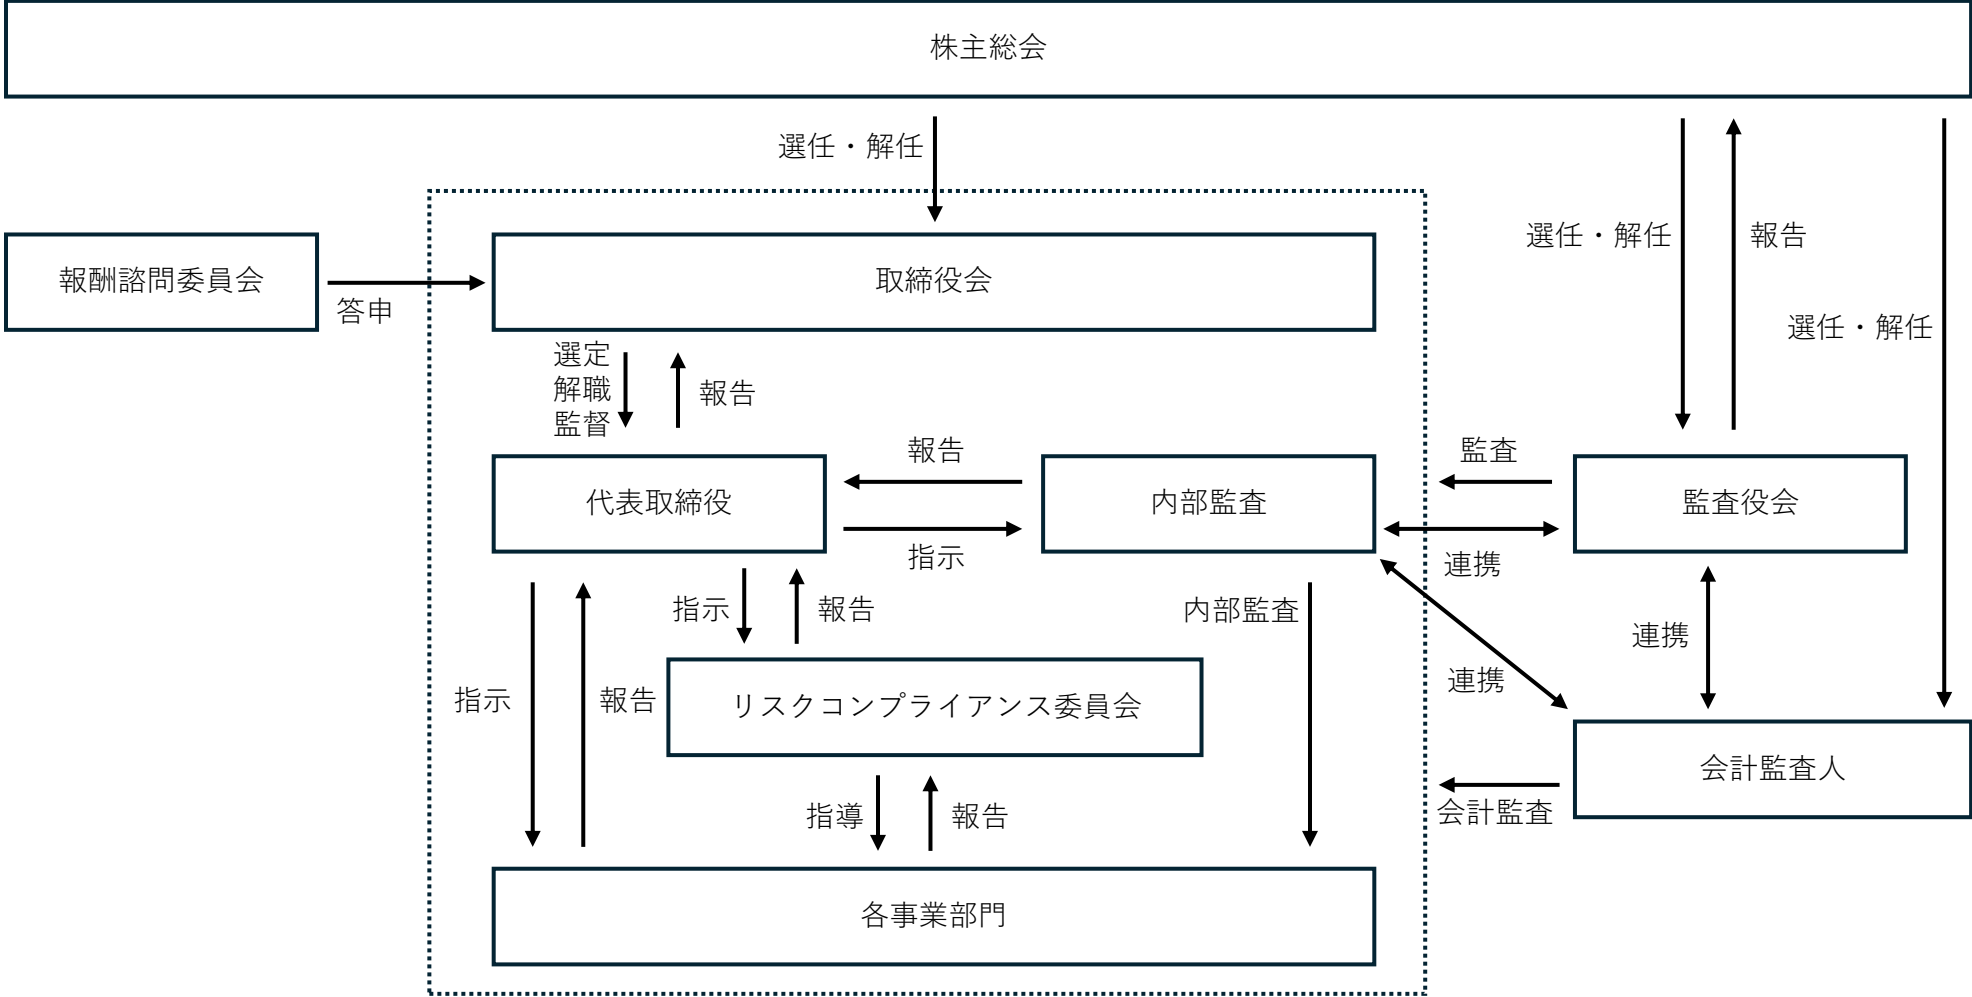 株主総会
選任・解任
選任・解任
報告
報酬諮問委員会
答申
取締役会
選任・解任
選定
解職
監督
報告
報告
監査
代表取締役
内部監査
監査役会
指示
連携
指示
報告
内部監査
連携
指示
報告
リスクコンプライアンス委員会
連携
会計監査人
指導
報告
会計監査
各事業部門